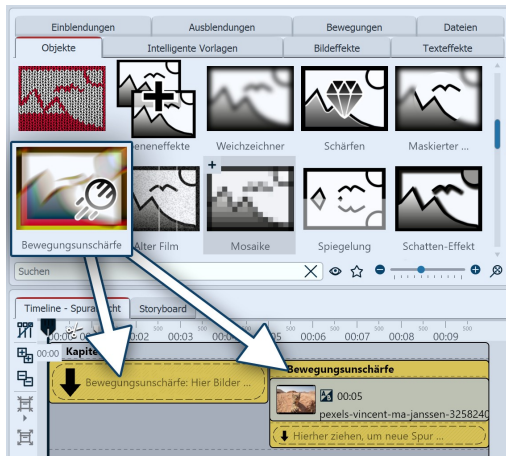 Einblendungen Ausblendungen Bewegungen Dateien
Objekte Intelligente Vorlagen Bildeffekte Texteffekte
eneneffekte Weichzeichner Schärfen Maskierter ...
Bewegungsunschärfe Alter Film Mosaike Spiegelung Schatten-Effekt
Suchen
Timeline - Spuransicht Storyboard
00:02 00:03 00:04 05 00:06 00:07 00:08 00:09
00:00 Kapite
Bewegungsunschärfe: Hier Bilder ...
Bewegungsunschärfe
00:05
pexels-vincent-ma-janssen-3258240
Hierher ziehen, um neue Spur ...